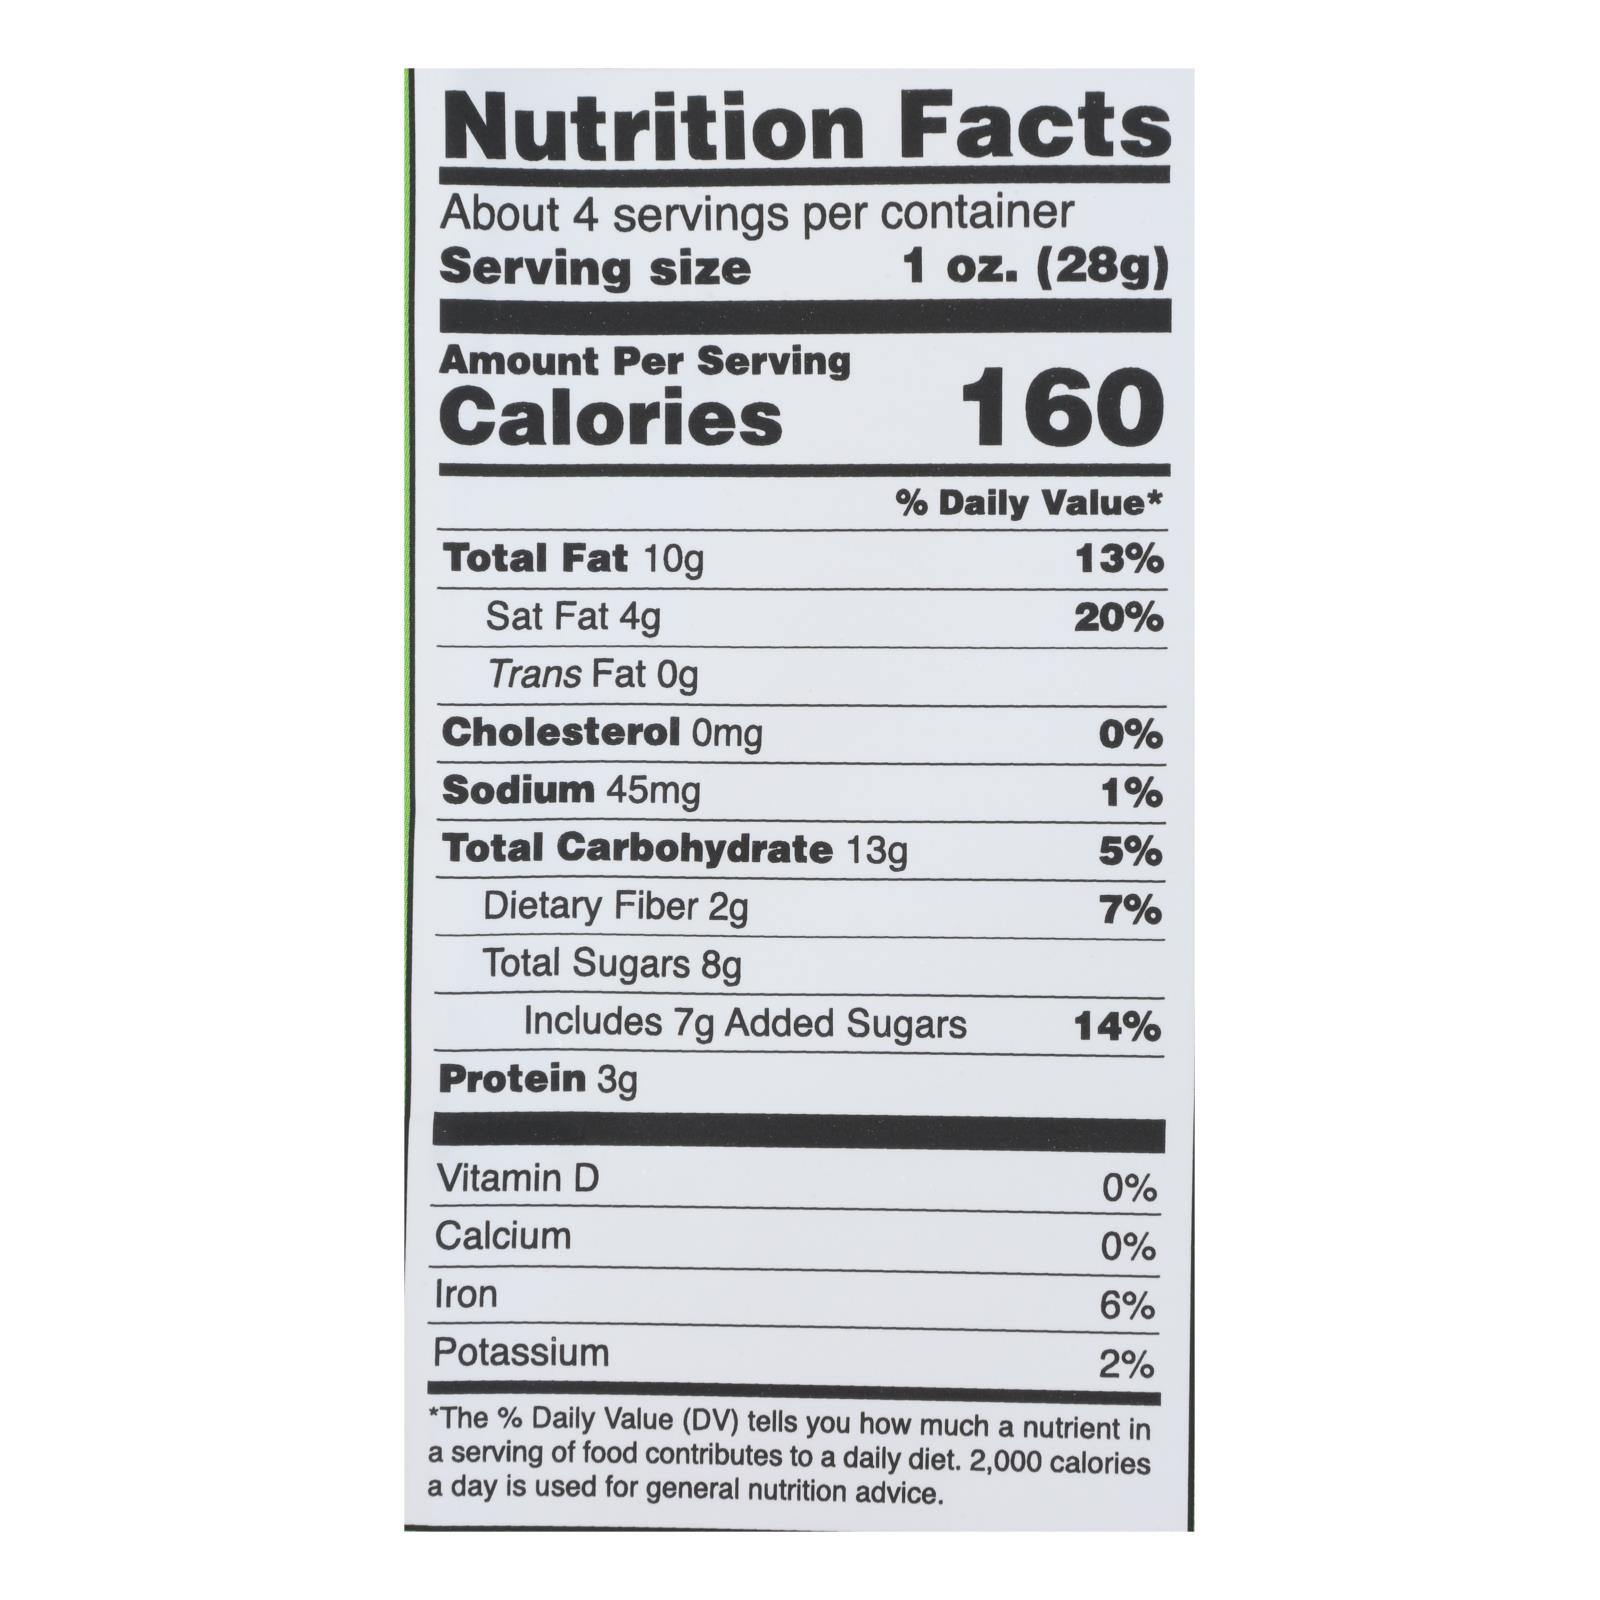 Nutrition Facts
About 4 servings per container
Serving size 1 oz. (28g)
Amount Per Serving
Calories 160
% Daily Value*
Total Fat 10g 13%
Sat Fat 4g 20%
Trans Fat 0g
Cholesterol 0mg 0%
Sodium 45mg 1%
Total Carbohydrate 13g 5%
Dietary Fiber 2g 7%
Total Sugars 8g
Includes 7g Added Sugars 14%
Protein 3g
Vitamin D 0%
Calcium 0%
Iron 6%
Potassium 2%
*The % Daily Value (DV) tells you how much a nutrient in
a serving of food contributes to a daily diet. 2,000 calories
a day is used for general nutrition advice.